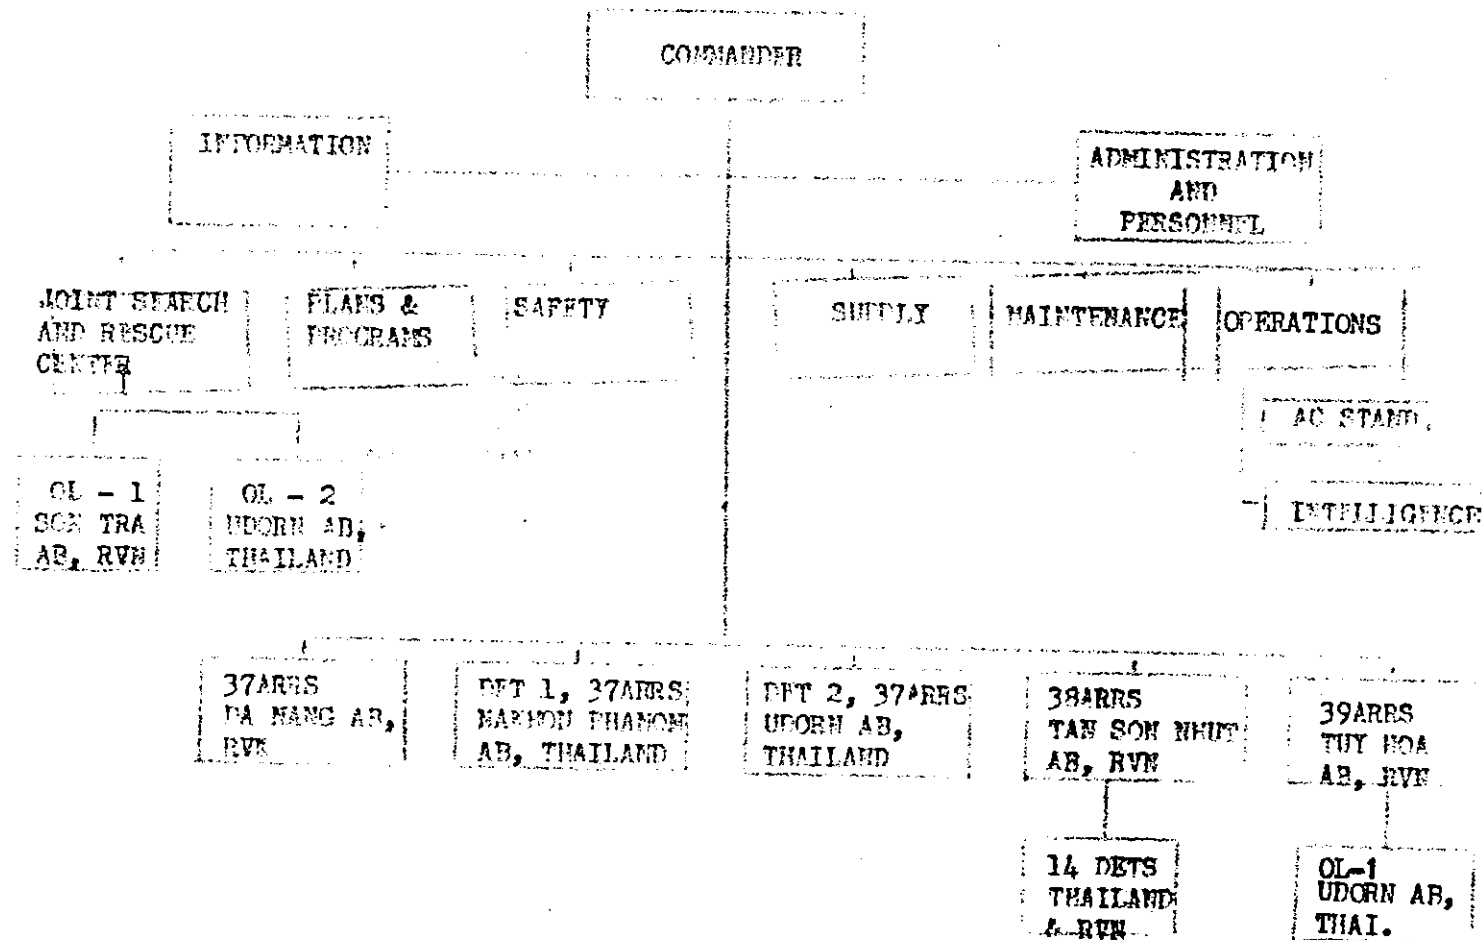 COMMANDER
INFORMATION
ADMINISTRATION
AND
PERSONNEL
JOINT SEARCH
AND RESCUE
CENTER
PLANS &
PROGRAMS
SAFETY
SUPPLY
MAINTENANCE
OPERATIONS
AC STAND.
INTELLIGENCE
OL - 1
SON TRA
AB, RVN
OL - 2
UDORN AB,
THAILAND
37ARRS
DA NANG AB,
RVN
DET 1, 37ARRS
NAKHON PHANOM
AB, THAILAND
DET 2, 37ARRS
UDORN AB,
THAILAND
38ARRS
TAN SON NHUT
AB, RVN
39ARRS
TUY HOA
AB, RVN
14 DETS
THAILAND
& RVN
OL-1
UDORN AB,
THAI.